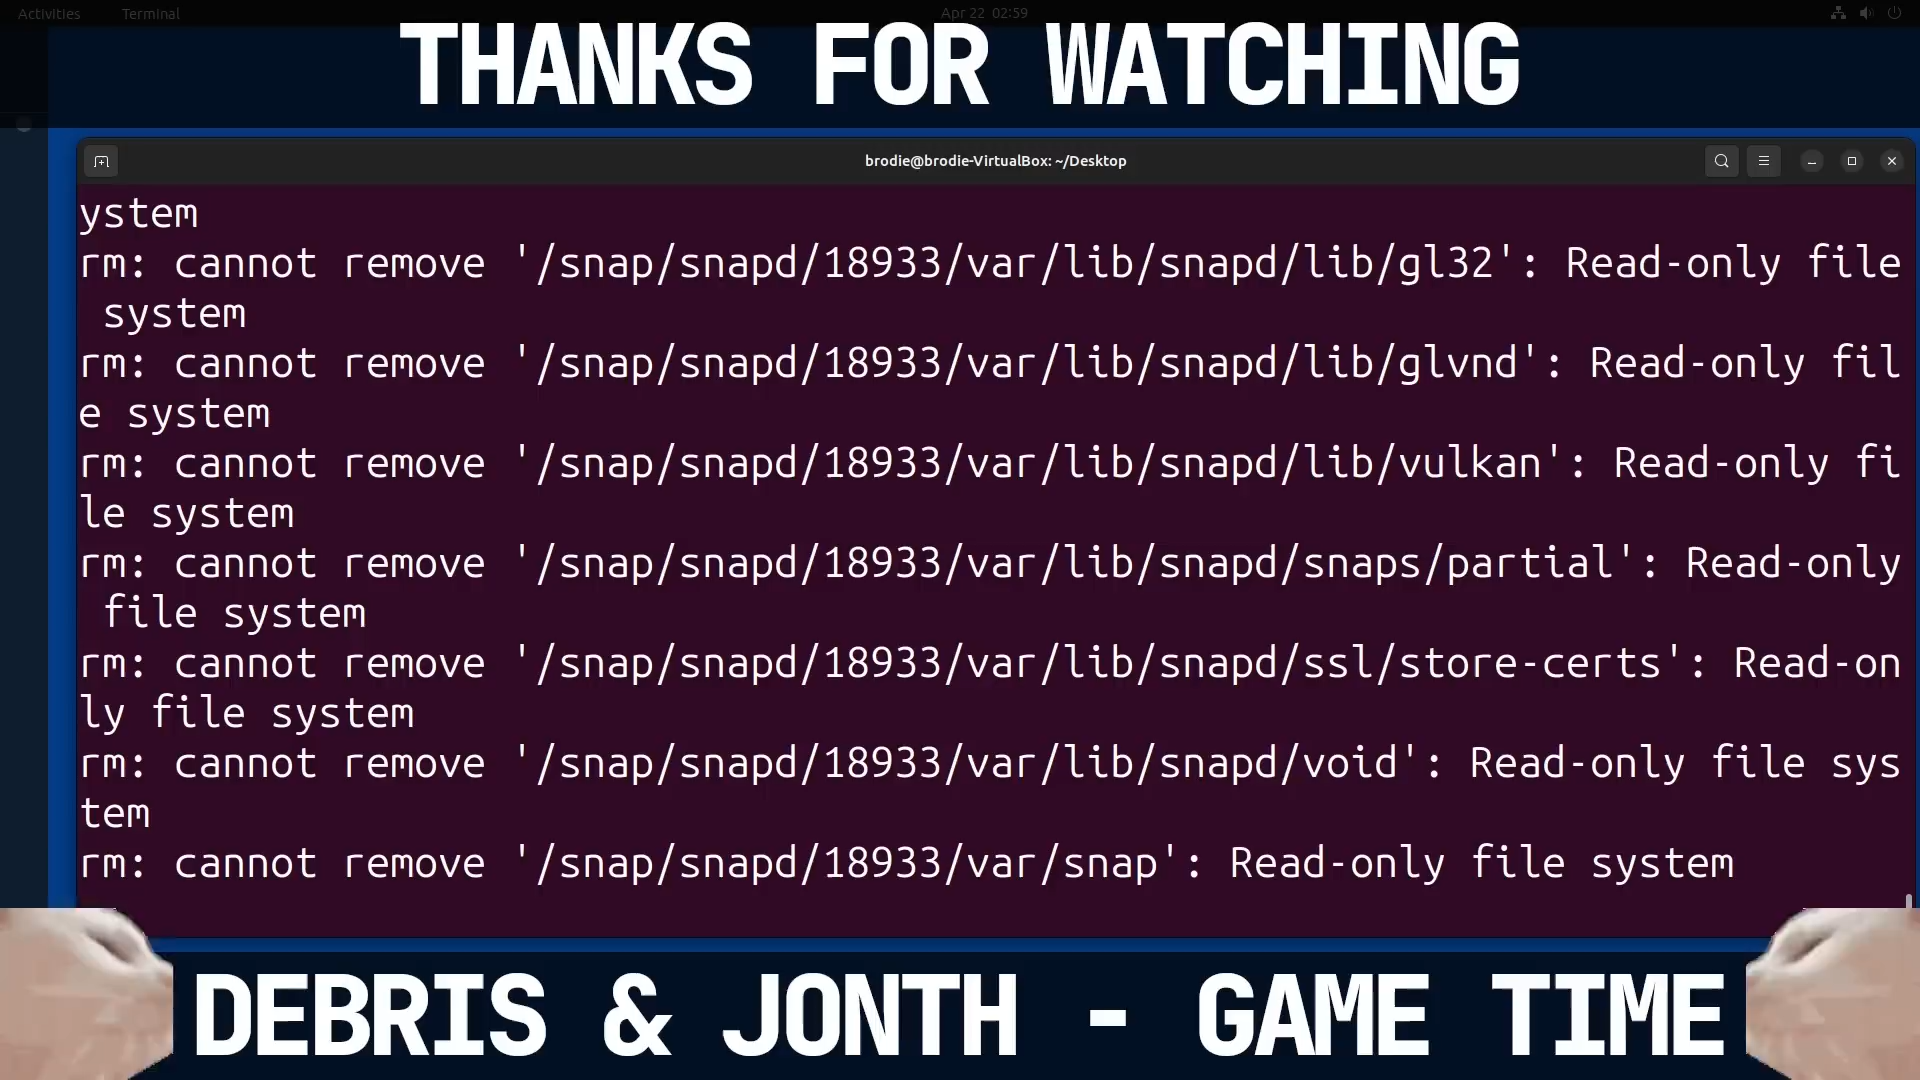 Activities Terminal Apr 22 02:59
THANKS FOR WATCHING
brodie@brodie-VirtualBox: ~/Desktop
ystem
rm: cannot remove '/snap/snapd/18933/var/lib/snapd/lib/gl32': Read-only file
 system
rm: cannot remove '/snap/snapd/18933/var/lib/snapd/lib/glvnd': Read-only fil
e system
rm: cannot remove '/snap/snapd/18933/var/lib/snapd/lib/vulkan': Read-only fi
le system
rm: cannot remove '/snap/snapd/18933/var/lib/snapd/snaps/partial': Read-only
 file system
rm: cannot remove '/snap/snapd/18933/var/lib/snapd/ssl/store-certs': Read-on
ly file system
rm: cannot remove '/snap/snapd/18933/var/lib/snapd/void': Read-only file sys
tem
rm: cannot remove '/snap/snapd/18933/var/snap': Read-only file system
DEBRIS & JONTH - GAME TIME